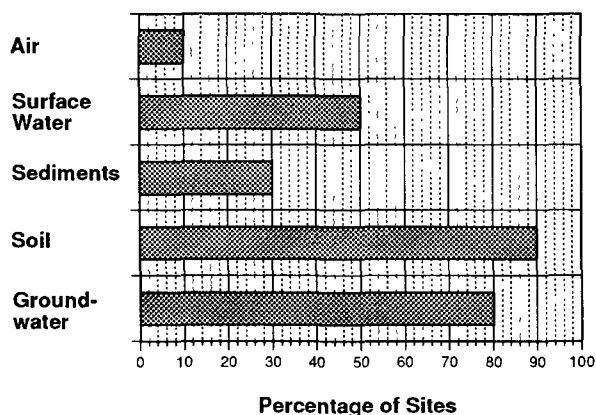 Air
Surface
Water
Sediments
Soil
Ground-
water
0 10 20 30 40 50 60 70 80 90 100
Percentage of Sites